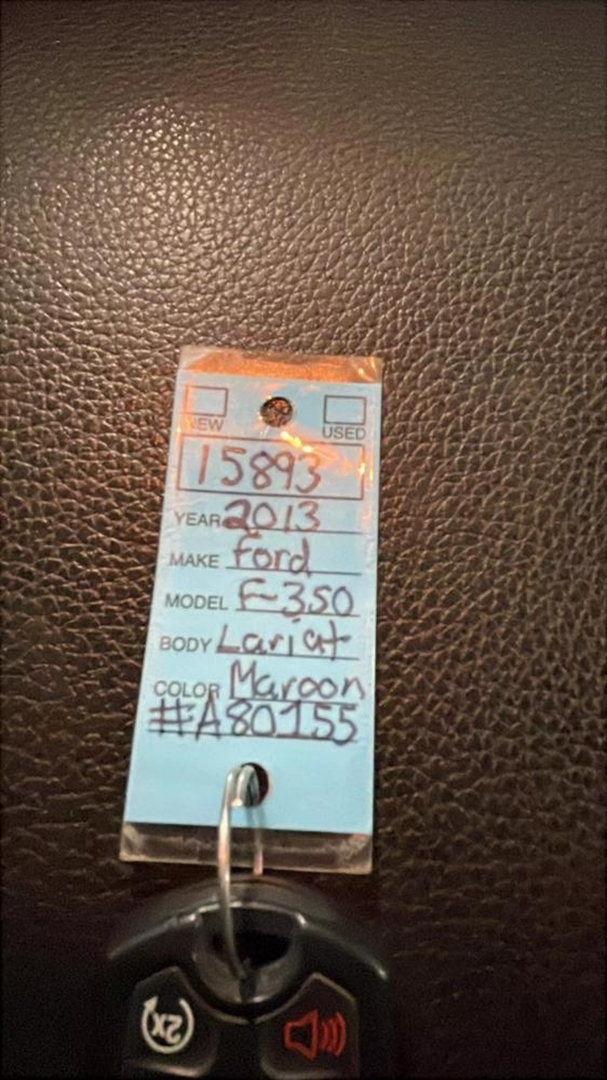 NEW USED
15893
YEAR 2013
MAKE Ford
MODEL F-350
BODY Lariat
COLOR Maroon
#A80155
2x